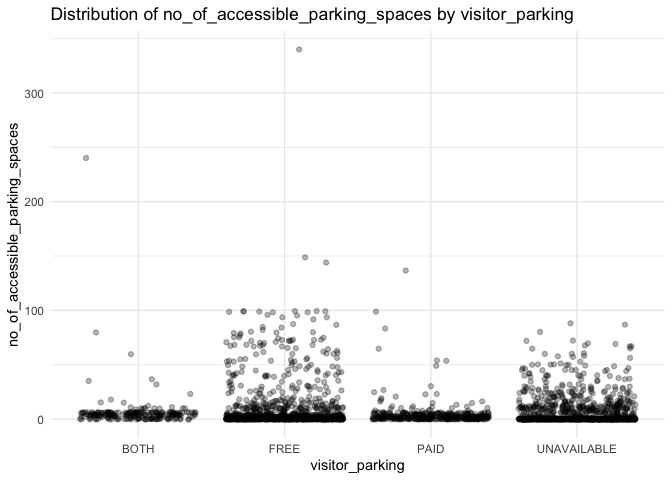 Distribution of no_of_accessible_parking_spaces by visitor_parking
no_of_accessible_parking_spaces
300
200
100
0
BOTH
FREE
PAID
UNAVAILABLE
visitor_parking